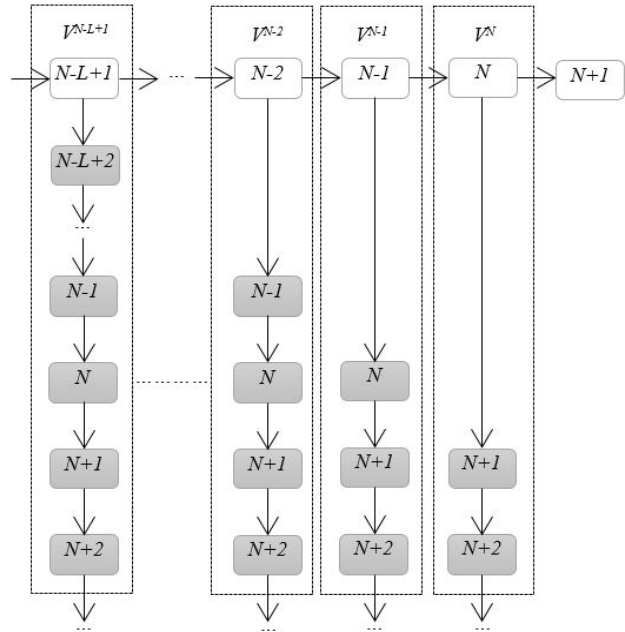 V^{N-L+1} V^{N-2} V^{N-1} V^N
N-L+1 ... N-2 N-1 N N+1
N-L+2
...
N-1 N-1
N ... ... ... N N
N+1 N+1 N+1 N+1
N+2 N+2 N+2 N+2
... ... ... ...